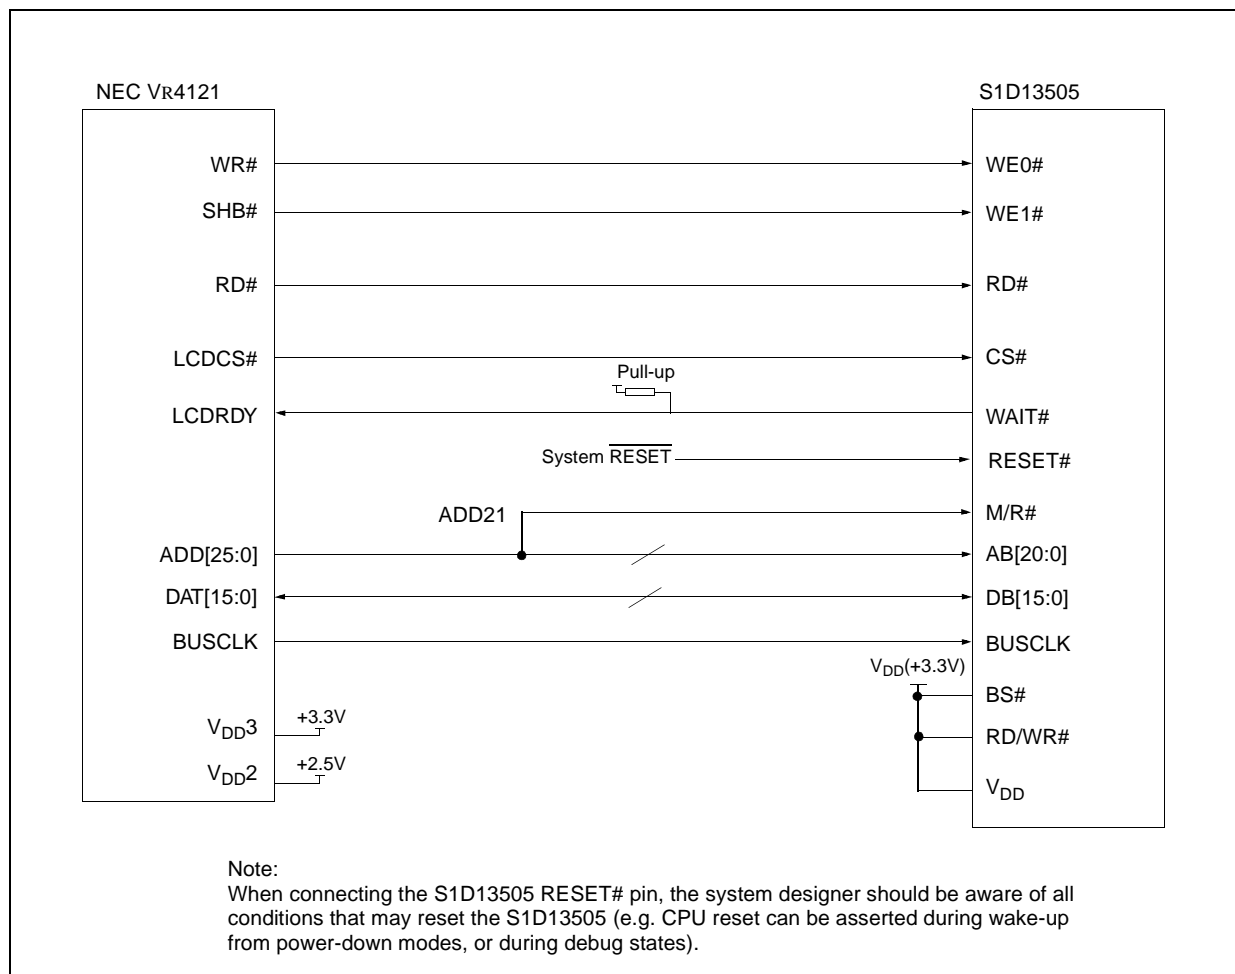 NEC VR4121
S1D13505
WR#
WE0#
SHB#
WE1#
RD#
RD#
LCDCS#
CS#
Pull-up
LCDRDY
WAIT#
System RESET
RESET#
ADD21
M/R#
ADD[25:0]
AB[20:0]
DAT[15:0]
DB[15:0]
BUSCLK
BUSCLK
VDD(+3.3V)
BS#
VDD3
+3.3V
RD/WR#
VDD2
+2.5V
VDD
Note:
When connecting the S1D13505 RESET# pin, the system designer should be aware of all
conditions that may reset the S1D13505 (e.g. CPU reset can be asserted during wake-up
from power-down modes, or during debug states).